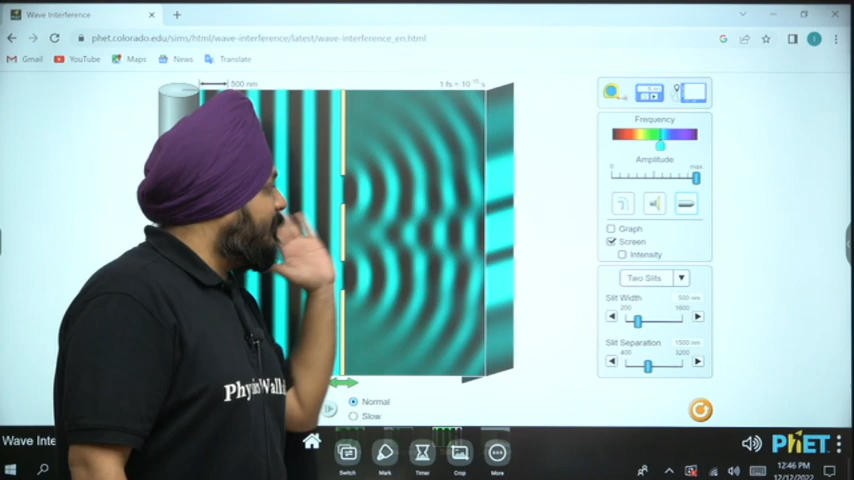 Wave Interference
phet.colorado.edu/sims/html/wave-interference/latest/wave-interference_en.html
Gmail
YouTube
Maps
News
Translate
500 nm
1 fs = 10⁻¹⁵ s
Frequency
Amplitude
0
max
Graph
Screen
Intensity
Two Slits
Slit Width
500 nm
200
1600
Slit Separation
1500 nm
400
3200
Normal
Slow
Wave Inte
PhET
Switch
Mark
Timer
Crop
More
12:46 PM
12/12/2022